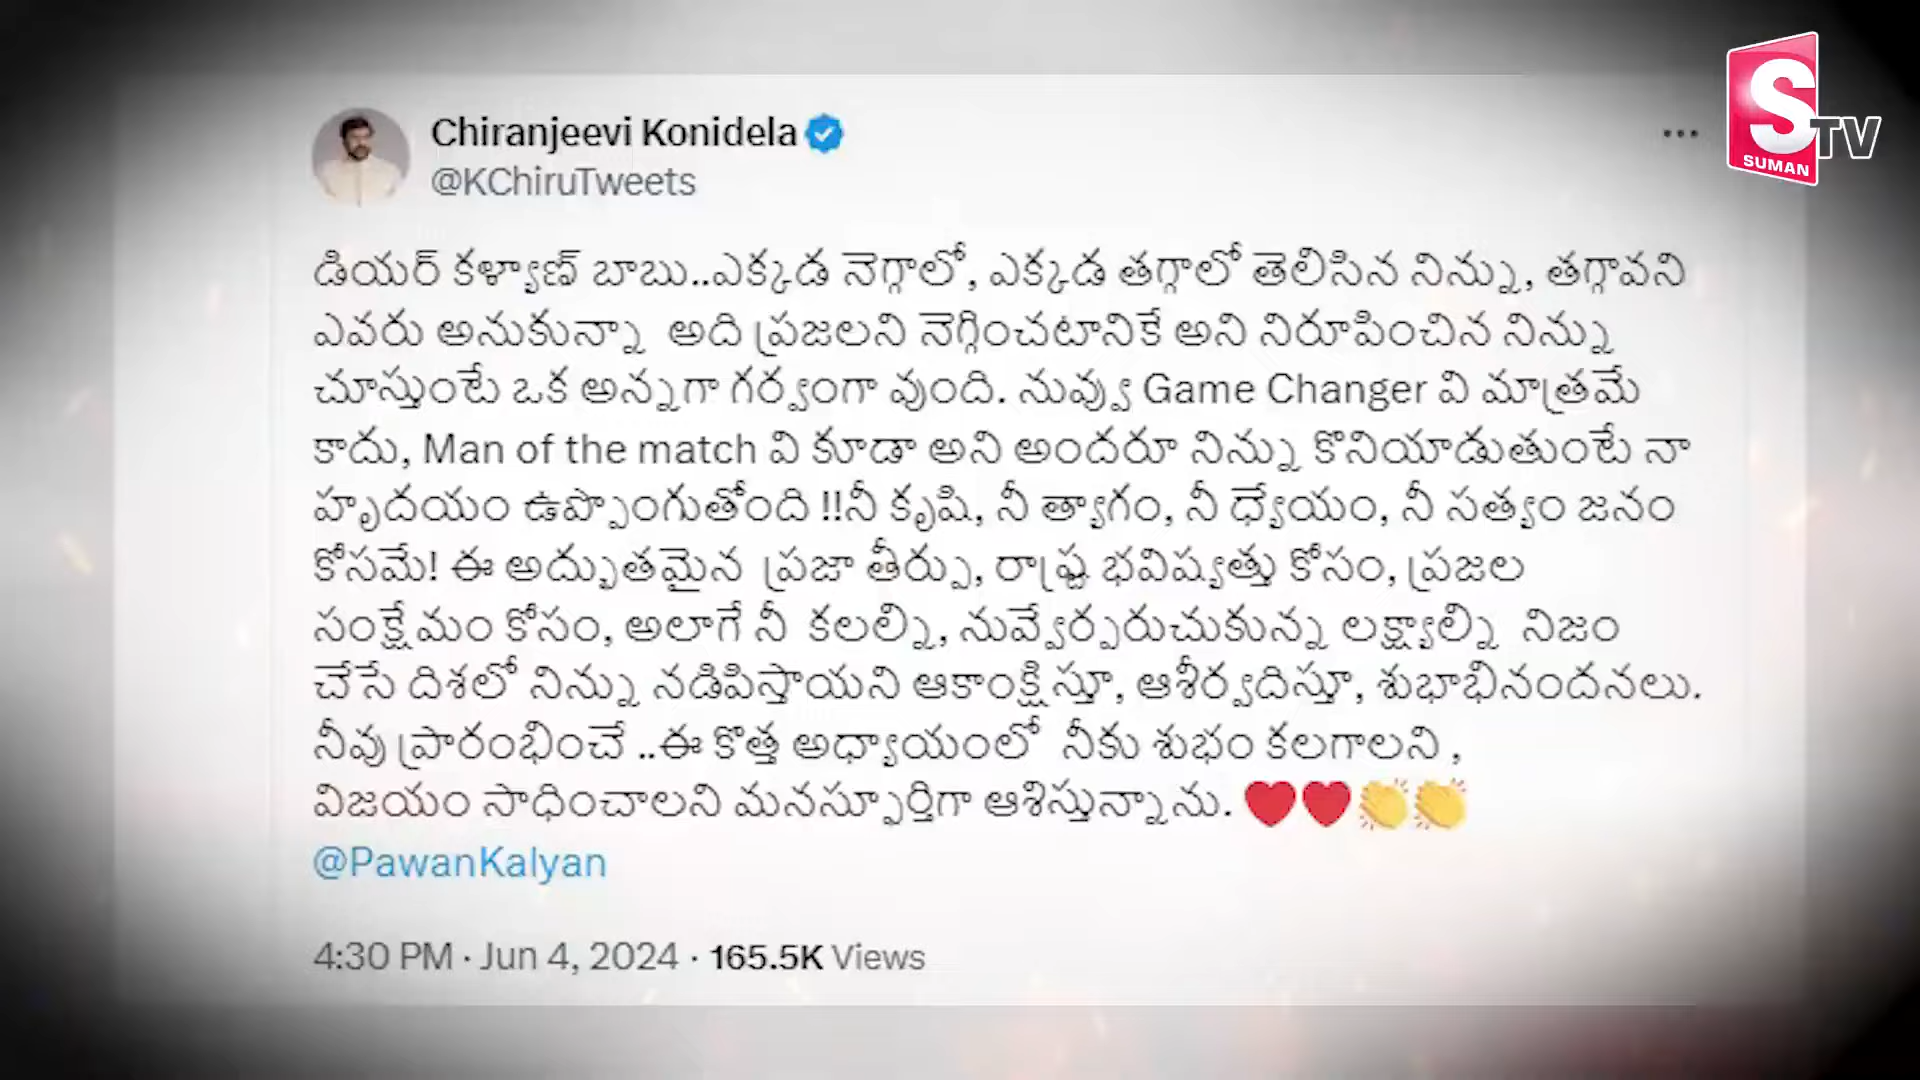 Chiranjeevi Konidela
@KChiruTweets
S
TV
SUMAN
డియర్ కళ్యాణ్ బాబు..ఎక్కడ నెగ్గాలో, ఎక్కడ తగ్గాలో తెలిసిన నిన్ను, తగ్గావని
ఎవరు అనుకున్నా అది ప్రజలని నెగ్గించటానికే అని నిరూపించిన నిన్ను
చూస్తుంటే ఒక అన్నగా గర్వంగా వుంది. నువ్వు Game Changer వి మాత్రమే
కాదు, Man of the match వి కూడా అని అందరూ నిన్ను కొనియాడుతుంటే నా
హృదయం ఉప్పొంగుతోంది !!నీ కృషి, నీ త్యాగం, నీ ధ్యేయం, నీ సత్యం జనం
కోసమే! ఈ అద్భుతమైన ప్రజా తీర్పు, రాష్ట్ర భవిష్యత్తు కోసం, ప్రజల
సంక్షేమం కోసం, అలాగే నీ కలల్ని, నువ్వేర్పరుచుకున్న లక్ష్యాల్ని నిజం
చేసే దిశలో నిన్ను నడిపిస్తాయని ఆకాంక్షిస్తూ, ఆశీర్వదిస్తూ, శుభాభినందనలు.
నీవు ప్రారంభించే ..ఈ కొత్త అధ్యాయంలో నీకు శుభం కలగాలని ,
విజయం సాధించాలని మనస్పూర్తిగా ఆశిస్తున్నాను. ❤️❤️👏👏
@PawanKalyan
4:30 PM · Jun 4, 2024 · 165.5K Views